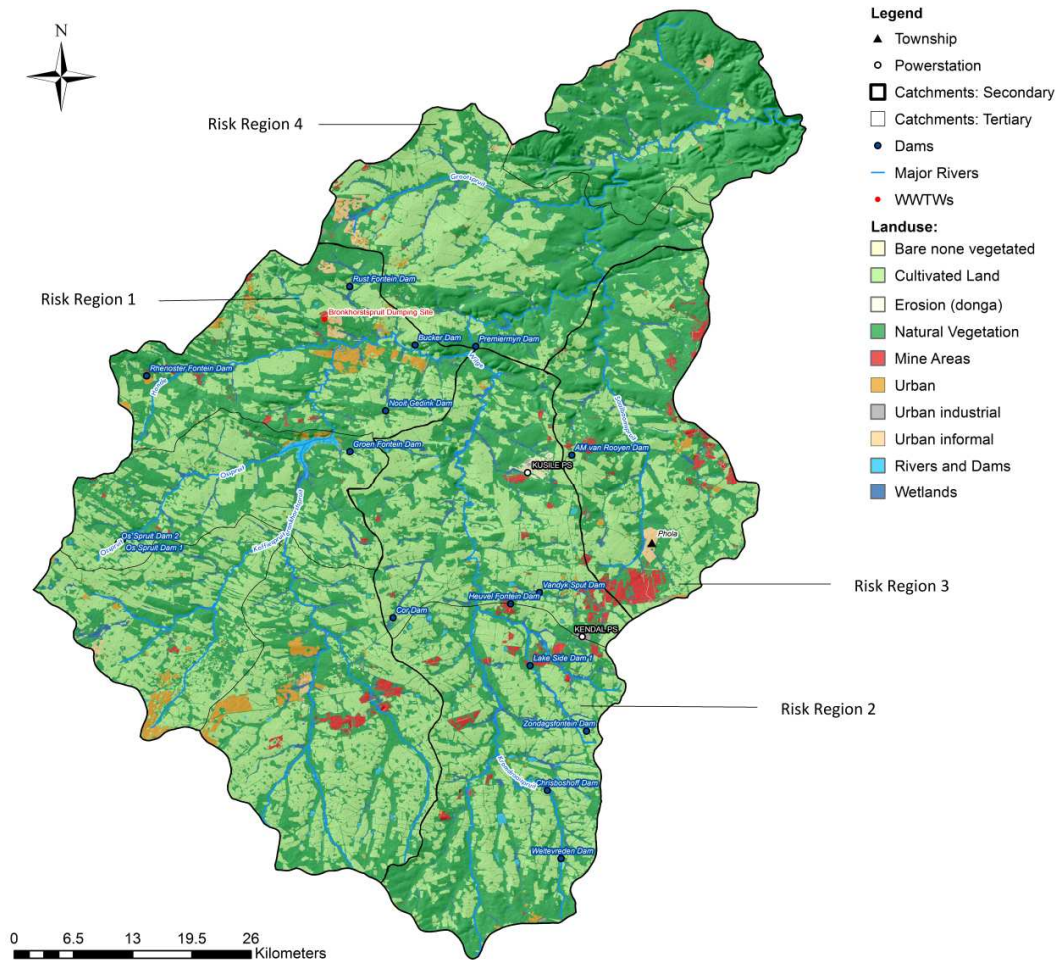 N
Risk Region 4
Grootspruit
Risk Region 1
Rust Fontein Dam
Bronkhorstspruit Dumping Site
Bucker Dam
Premiermyn Dam
Rhenoster Fontein Dam
Wilge
Nooit Gedink Dam
Groen Fontein Dam
AM van Rooyen Dam
KUSILE PS
Osspruit
Koffiespruit
Os Spruit Dam 2
Os Spruit Dam 1
Phola
Vandyk Sput Dam
Heuvel Fontein Dam
Cor Dam
KENDAL PS
Lake Side Dam 1
Zondagsfontein Dam
Chrisboshoff Dam
Weltevreden Dam
Risk Region 3
Risk Region 2
0 6.5 13 19.5 26
Kilometers
Legend
Township
Powerstation
Catchments: Secondary
Catchments: Tertiary
Dams
Major Rivers
WWTWs
Landuse:
Bare none vegetated
Cultivated Land
Erosion (donga)
Natural Vegetation
Mine Areas
Urban
Urban industrial
Urban informal
Rivers and Dams
Wetlands